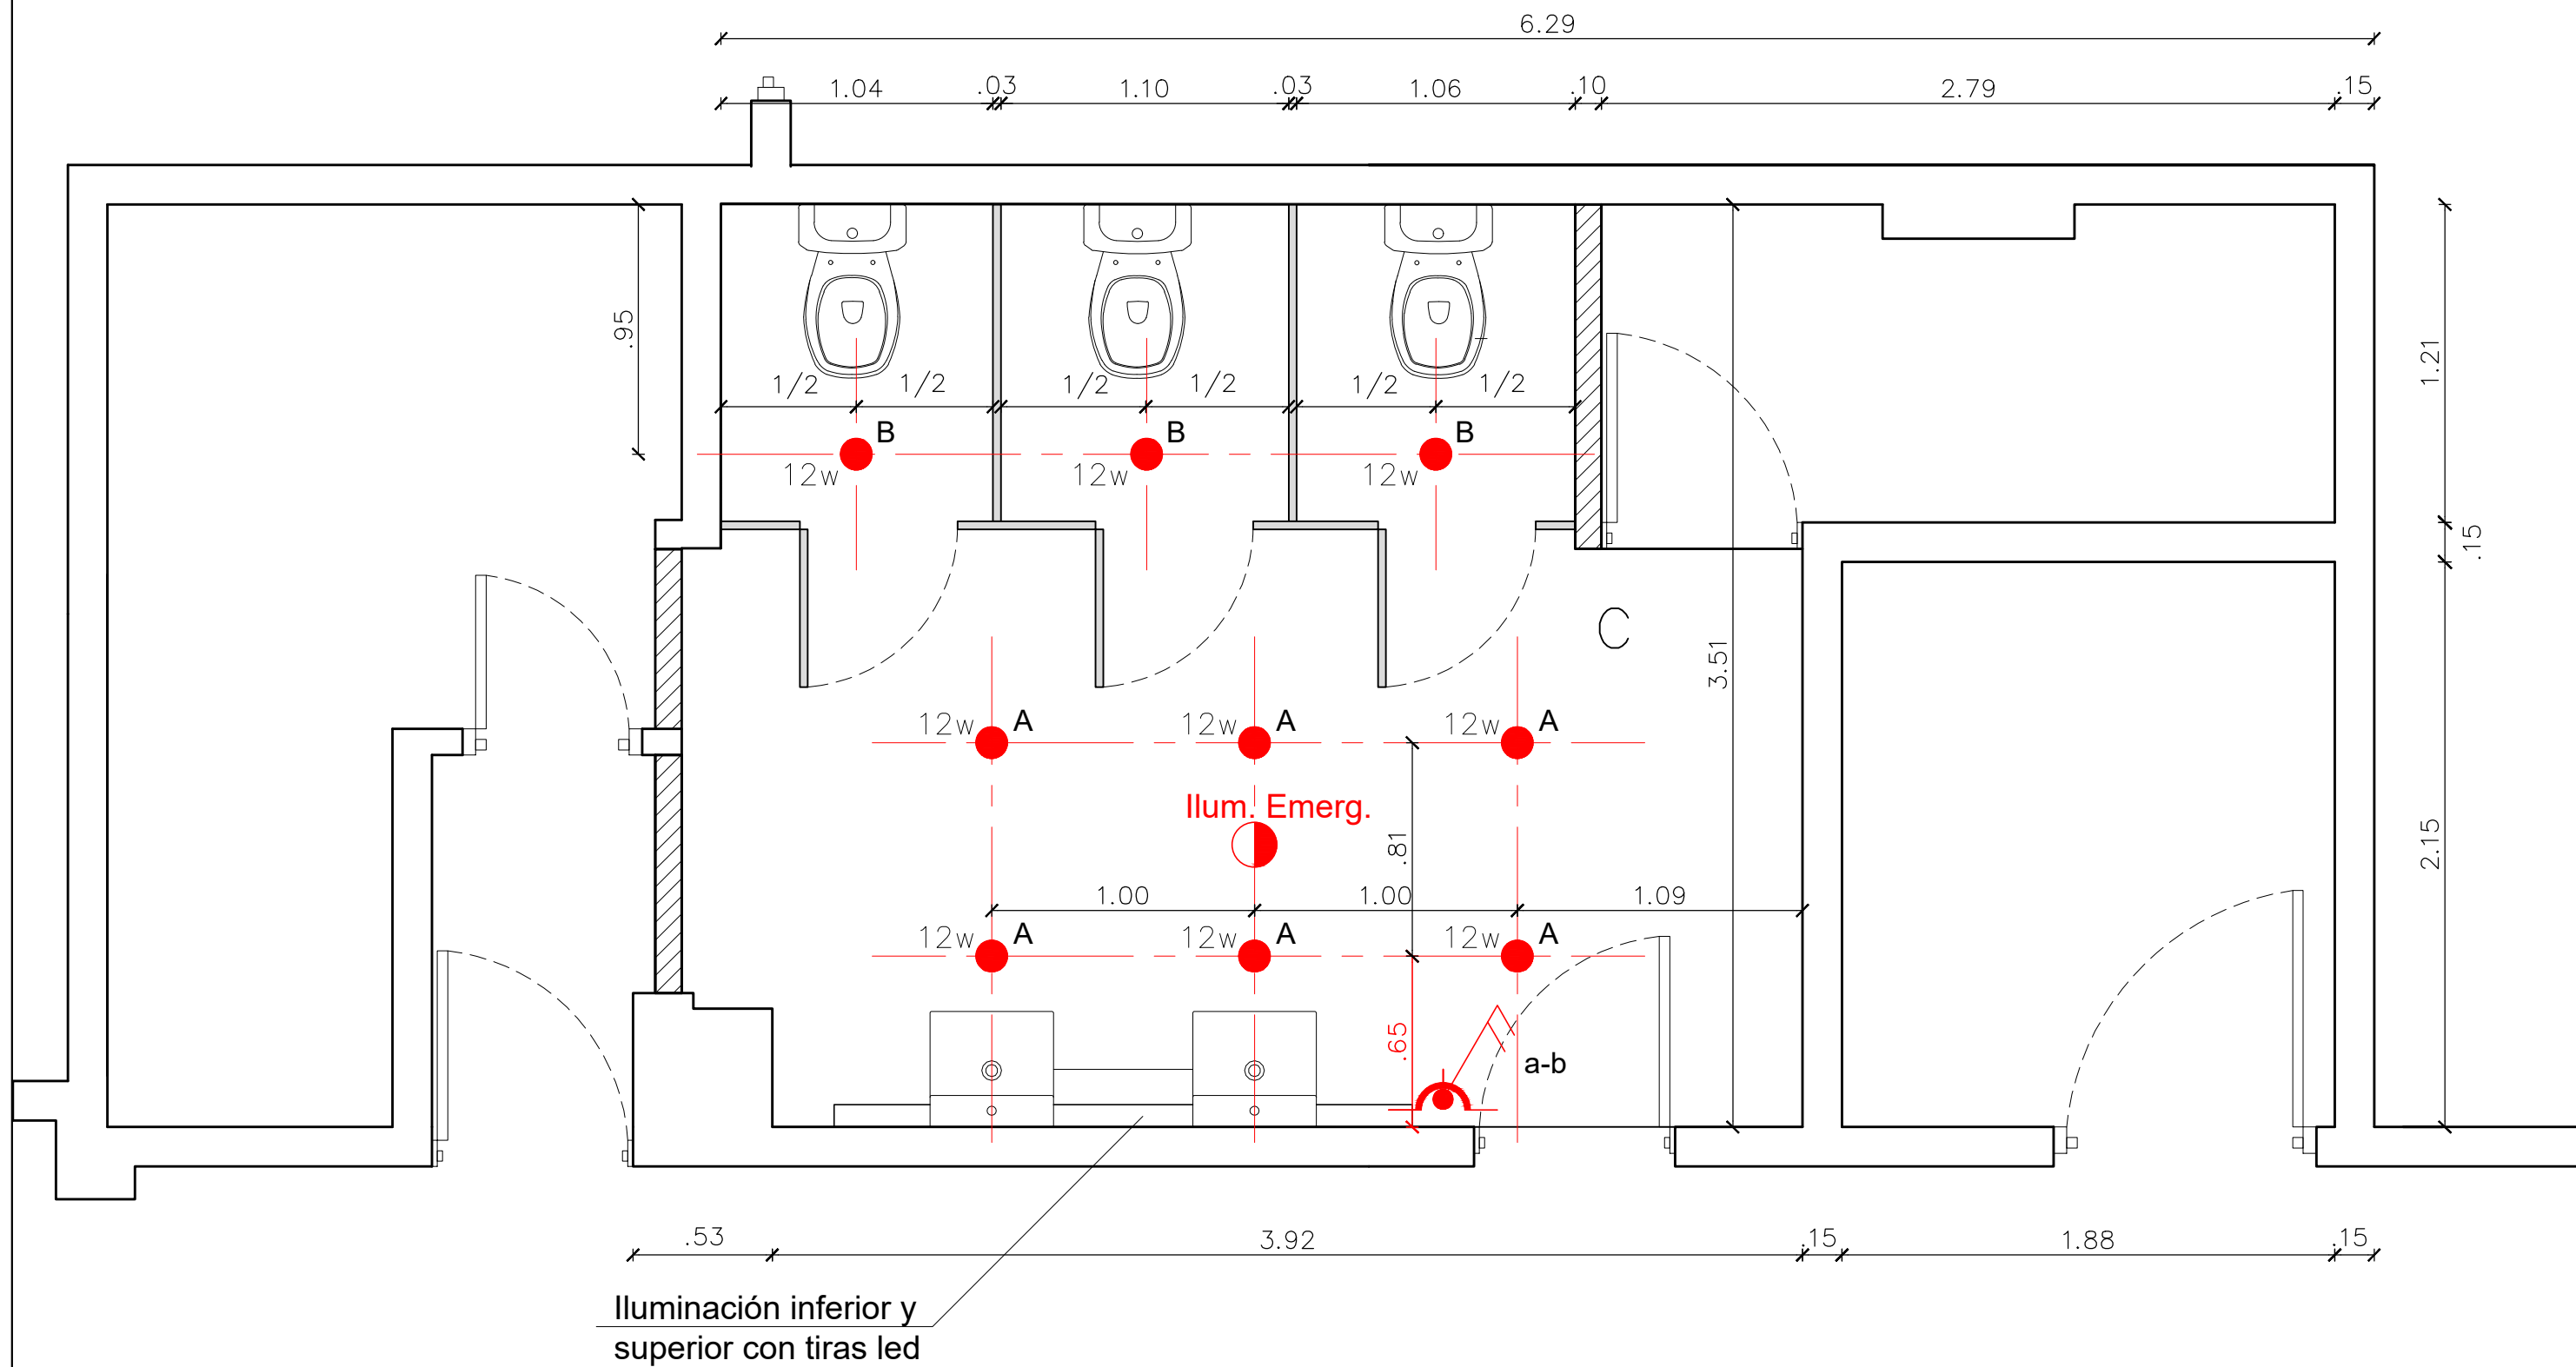 6.29
1.04 .03 1.10 .03 1.06 .10 2.79 .15
.95
1/2 1/2 1/2 1/2 1/2 1/2
B B B
12w 12w 12w
1.21
.15
C
3.51
12w A 12w A 12w A
Ilum. Emerg.
.81
2.15
1.00 1.00 1.09
12w A 12w A 12w A
.65
a-b
.53 3.92 .15 1.88 .15
Iluminación inferior y
superior con tiras led